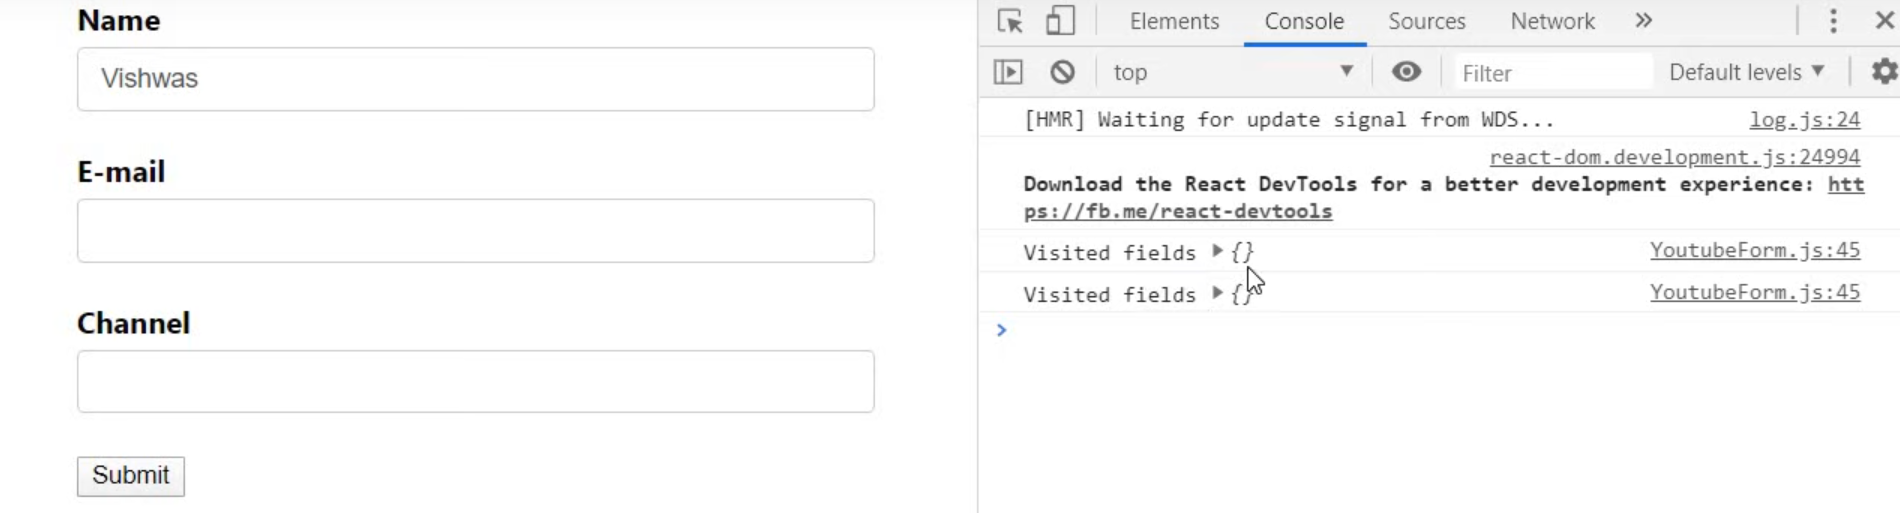 Name
Vishwas
E-mail
Channel
Submit
Elements Console Sources Network
top Filter Default levels
[HMR] Waiting for update signal from WDS... log.js:24
react-dom.development.js:24994
Download the React DevTools for a better development experience: htt
ps://fb.me/react-devtools
Visited fields {} YoutubeForm.js:45
Visited fields {} YoutubeForm.js:45